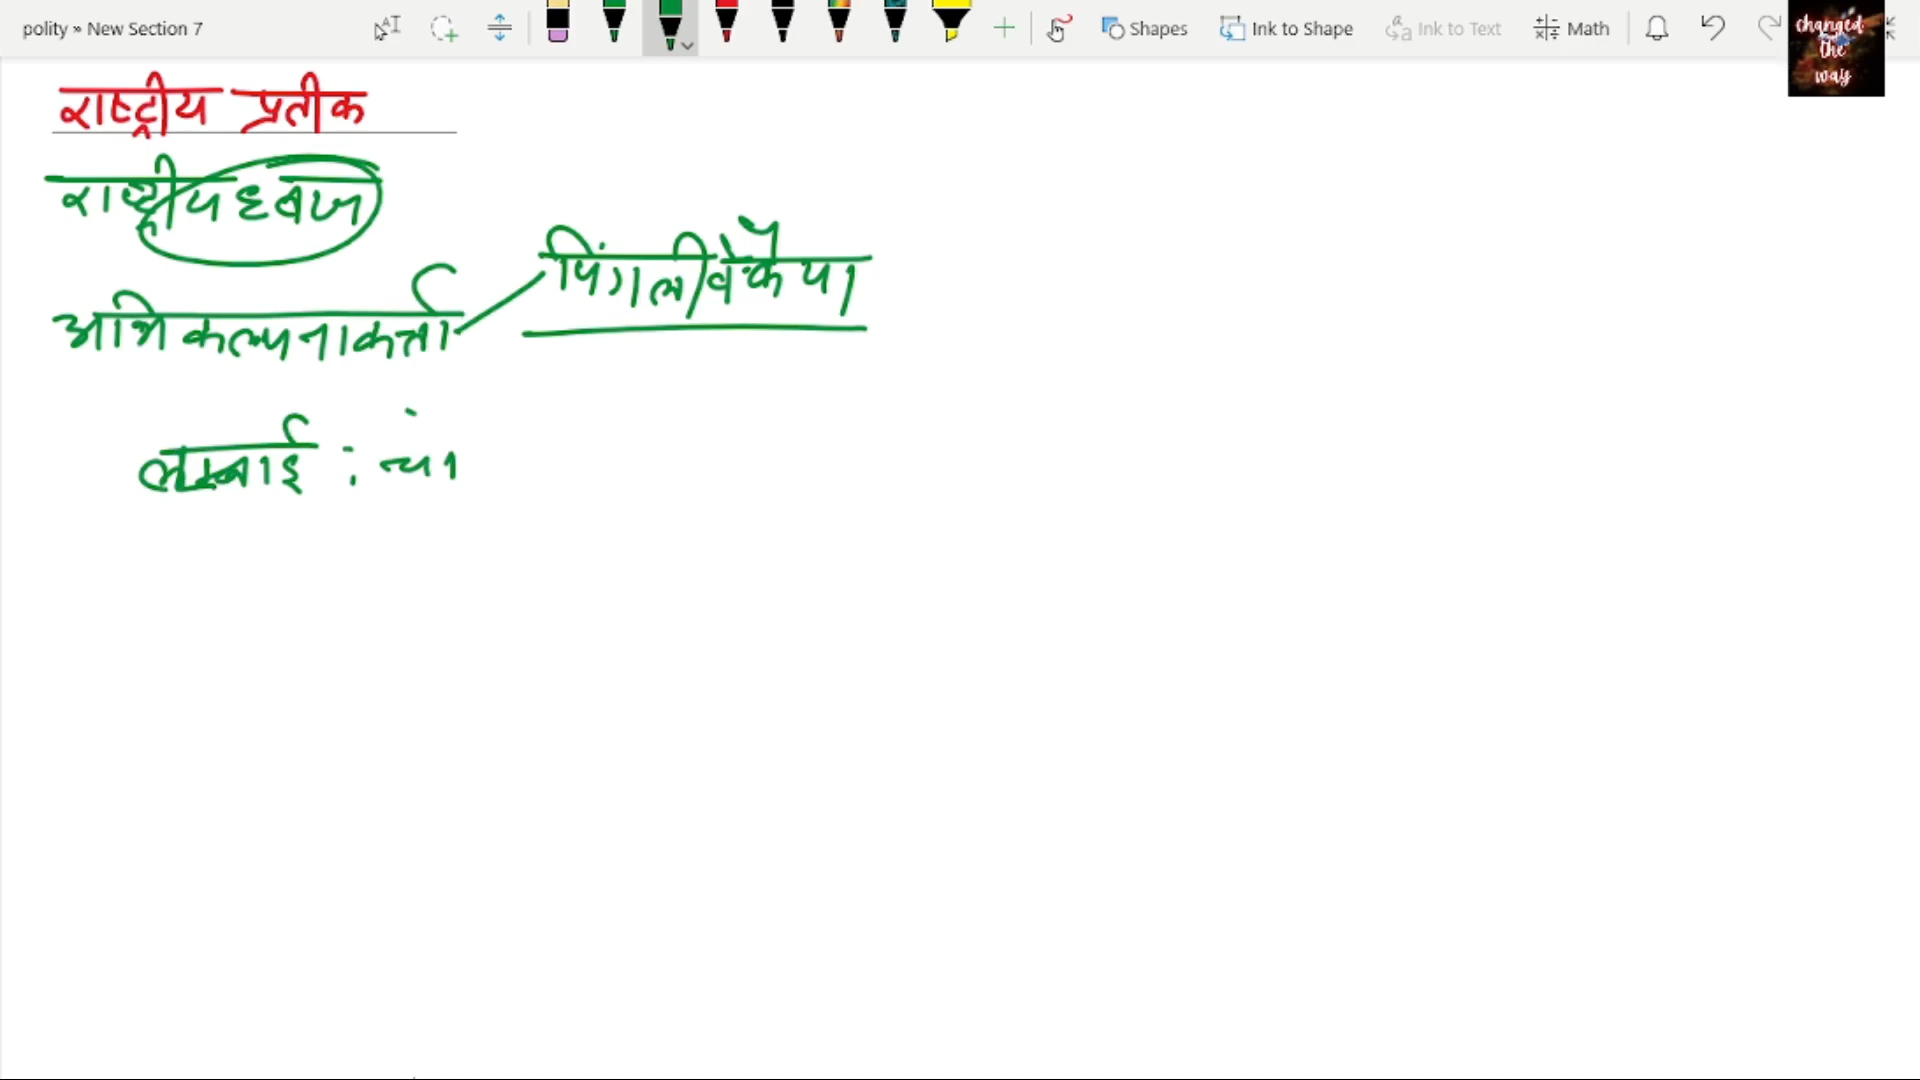 polity » New Section 7
Shapes Ink to Shape Ink to Text Math
changed
the
way
राष्ट्रीय प्रतीक
राष्ट्रीय ध्वज
अभिकल्पनाकर्ता पिंगली वेंकैया
लम्बाई :